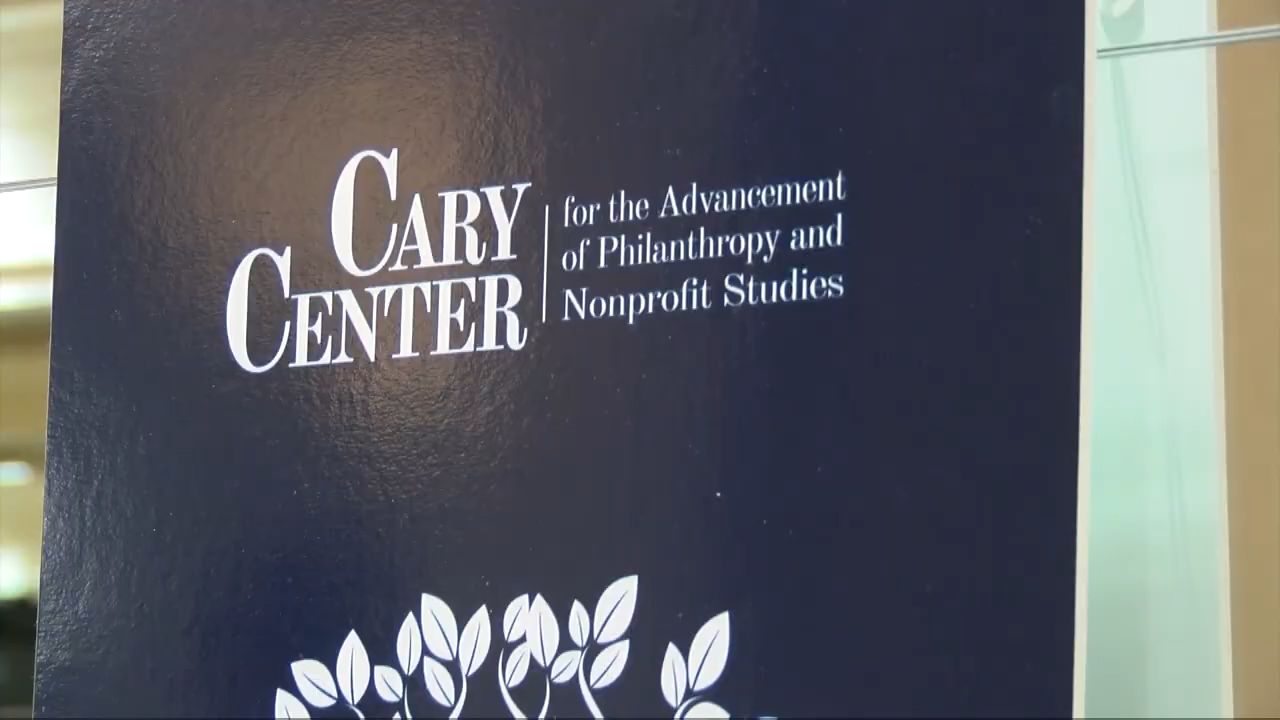 CARY
CENTER
for the Advancement
of Philanthropy and
Nonprofit Studies